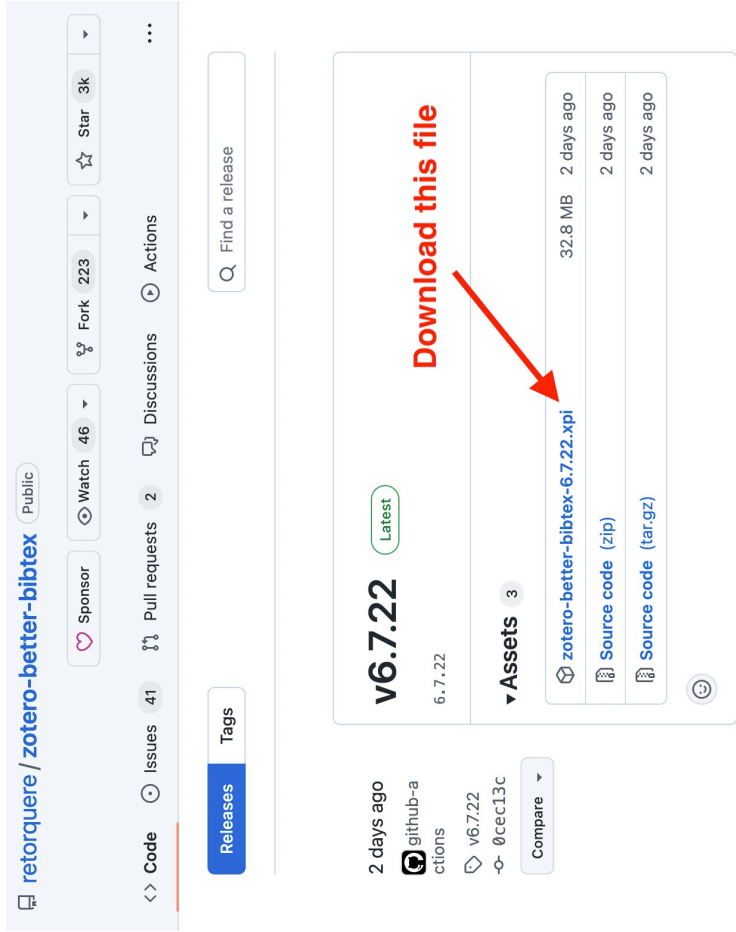 retorquere / zotero-better-bibtex Public
Sponsor Watch 46 Fork 223 Star 3k
Code Issues 41 Pull requests 2 Discussions Actions
Releases Tags Find a release
2 days ago
github-a
ctions
v6.7.22
0cec13c
Compare
v6.7.22 Latest
6.7.22
Download this file
Assets 3
zotero-better-bibtex-6.7.22.xpi 32.8 MB 2 days ago
Source code (zip) 2 days ago
Source code (tar.gz) 2 days ago